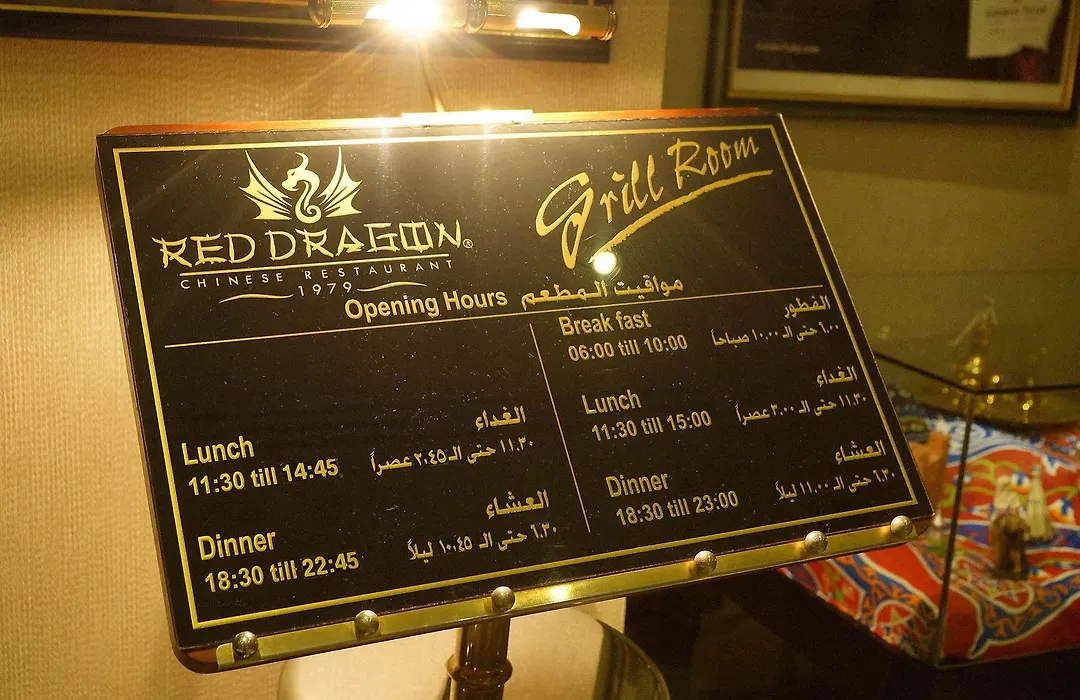 RED DRAGON®
CHINESE RESTAURANT
1979
Grill Room
Opening Hours مواقيت المطعم
الغداء
Lunch
11:30 till 14:45 ١١.٣٠ حتى الـ ٢.٤٥ عصراً
العشاء
Dinner
18:30 till 22:45 ٦.٣٠ حتى الـ ١٠.٤٥ ليلاً
Break fast الفطور
06:00 till 10:00 ٦.٠٠ حتى الـ ١٠.٠٠ صباحاً
Lunch الغداء
11:30 till 15:00 ١١.٣٠ حتى الـ ٣.٠٠ عصراً
Dinner العشاء
18:30 till 23:00 ٦.٣٠ حتى الـ ١١.٠٠ ليلاً